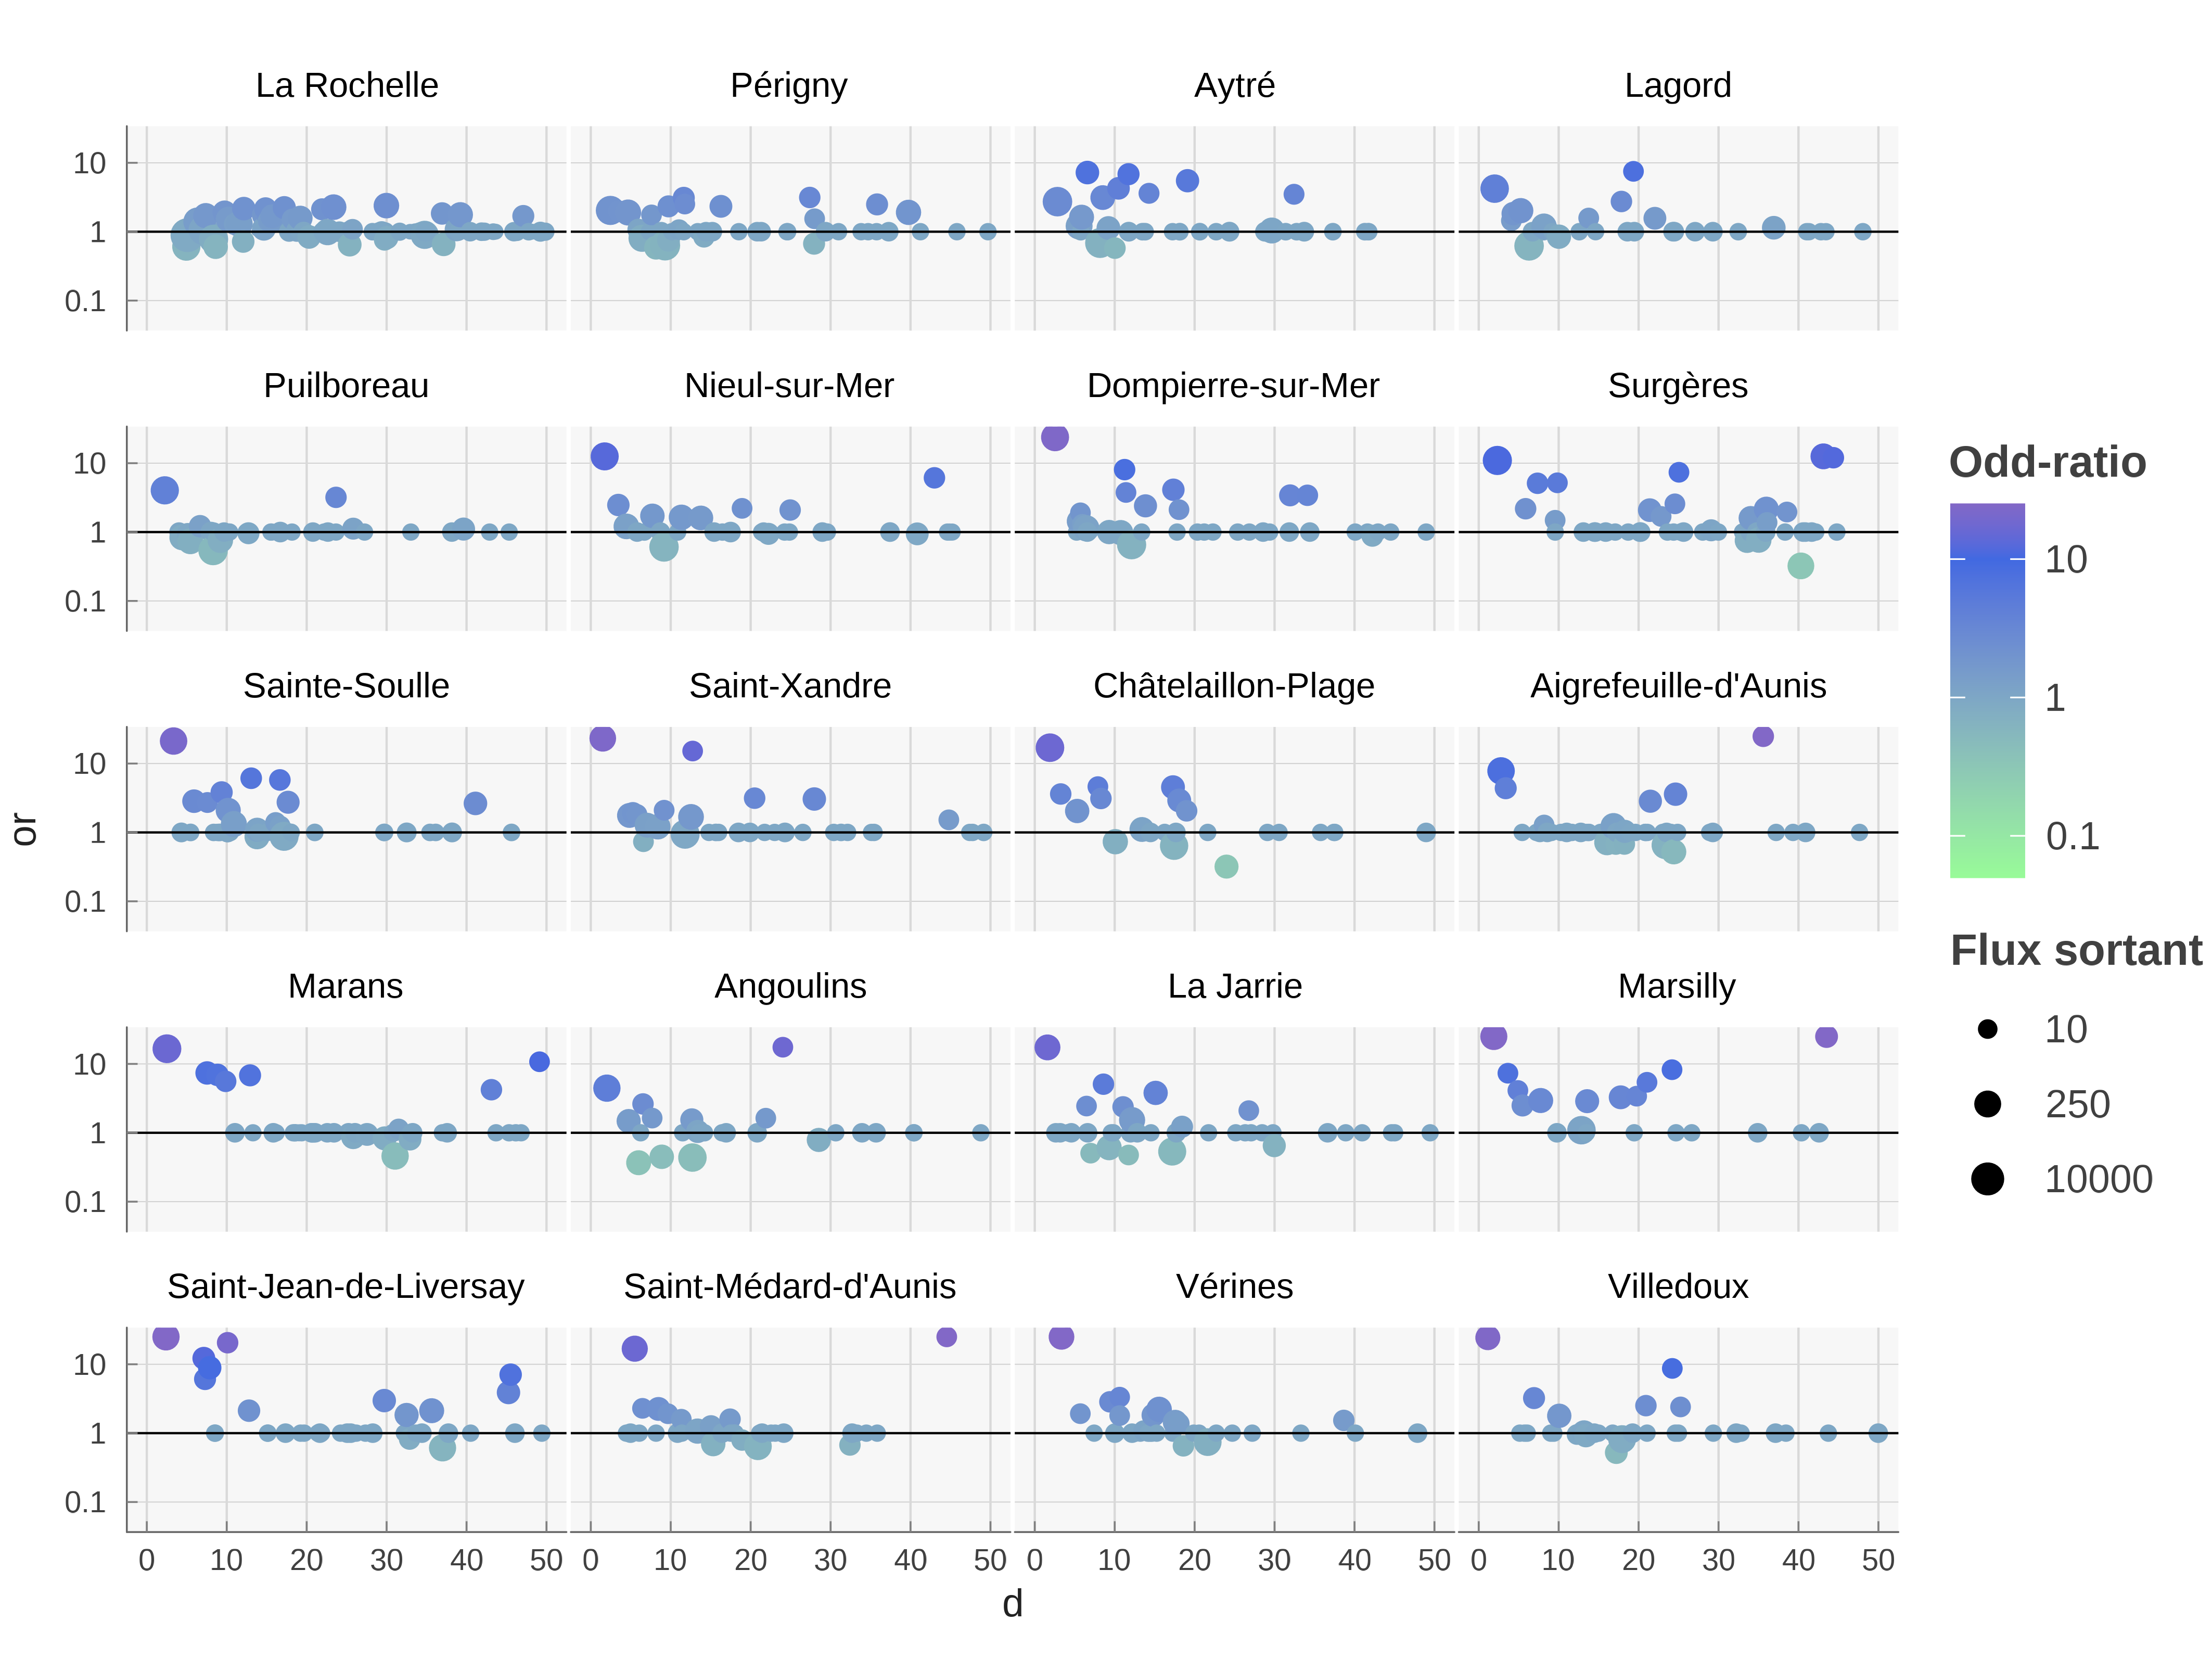 La Rochelle Périgny Aytré Lagord
10
1
0.1
Puilboreau Nieul-sur-Mer Dompierre-sur-Mer Surgères
10
1
0.1
Sainte-Soulle Saint-Xandre Châtelaillon-Plage Aigrefeuille-d'Aunis
10
1
0.1
Marans Angoulins La Jarrie Marsilly
10
1
0.1
Saint-Jean-de-Liversay Saint-Médard-d'Aunis Vérines Villedoux
10
1
0.1
0 10 20 30 40 50 0 10 20 30 40 50 0 10 20 30 40 50 0 10 20 30 40 50
d
or
Odd-ratio
10
1
0.1
Flux sortant
10
250
10000